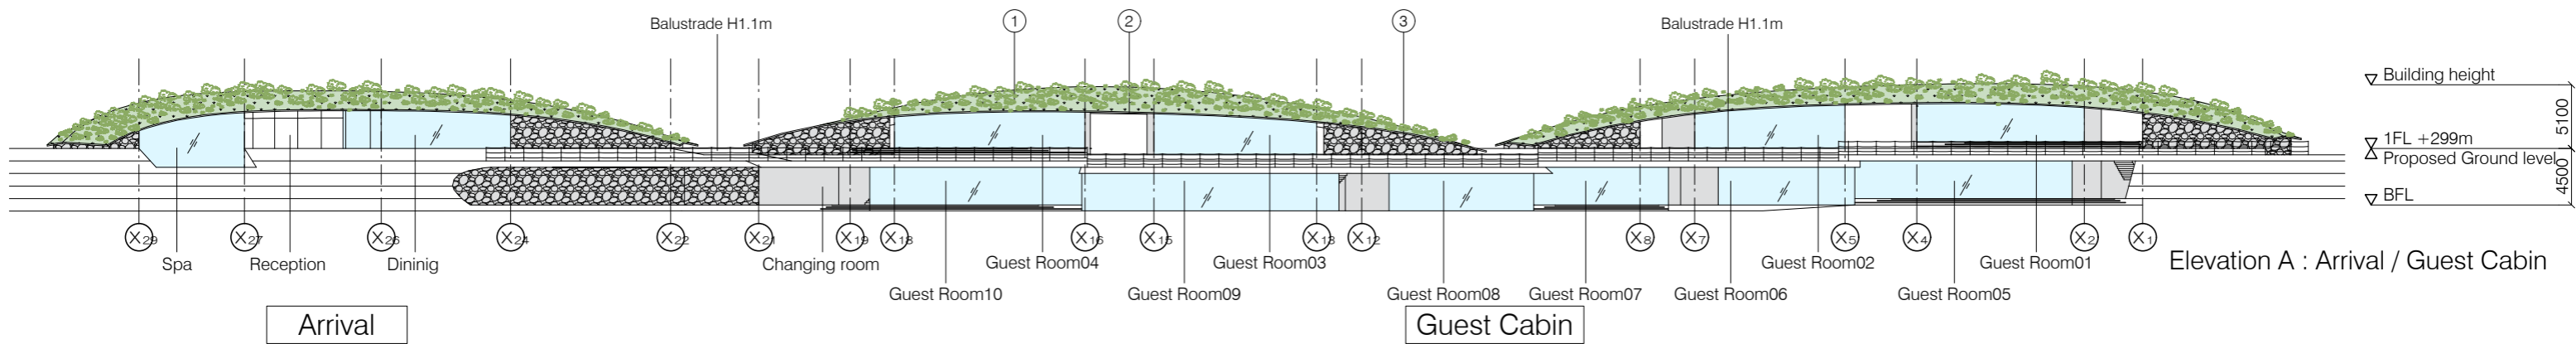 Balustrade H1.1m
1
2
3
Balustrade H1.1m
Building height
5100
1FL +299m
Proposed Ground level
4500
BFL
X29
X27
X26
X24
X22
X21
X19
X18
X16
X15
X13
X12
X8
X7
X5
X4
X2
X1
Spa
Reception
Dininig
Changing room
Guest Room04
Guest Room03
Guest Room02
Guest Room01
Elevation A : Arrival / Guest Cabin
Guest Room10
Guest Room09
Guest Room08
Guest Room07
Guest Room06
Guest Room05
Arrival
Guest Cabin